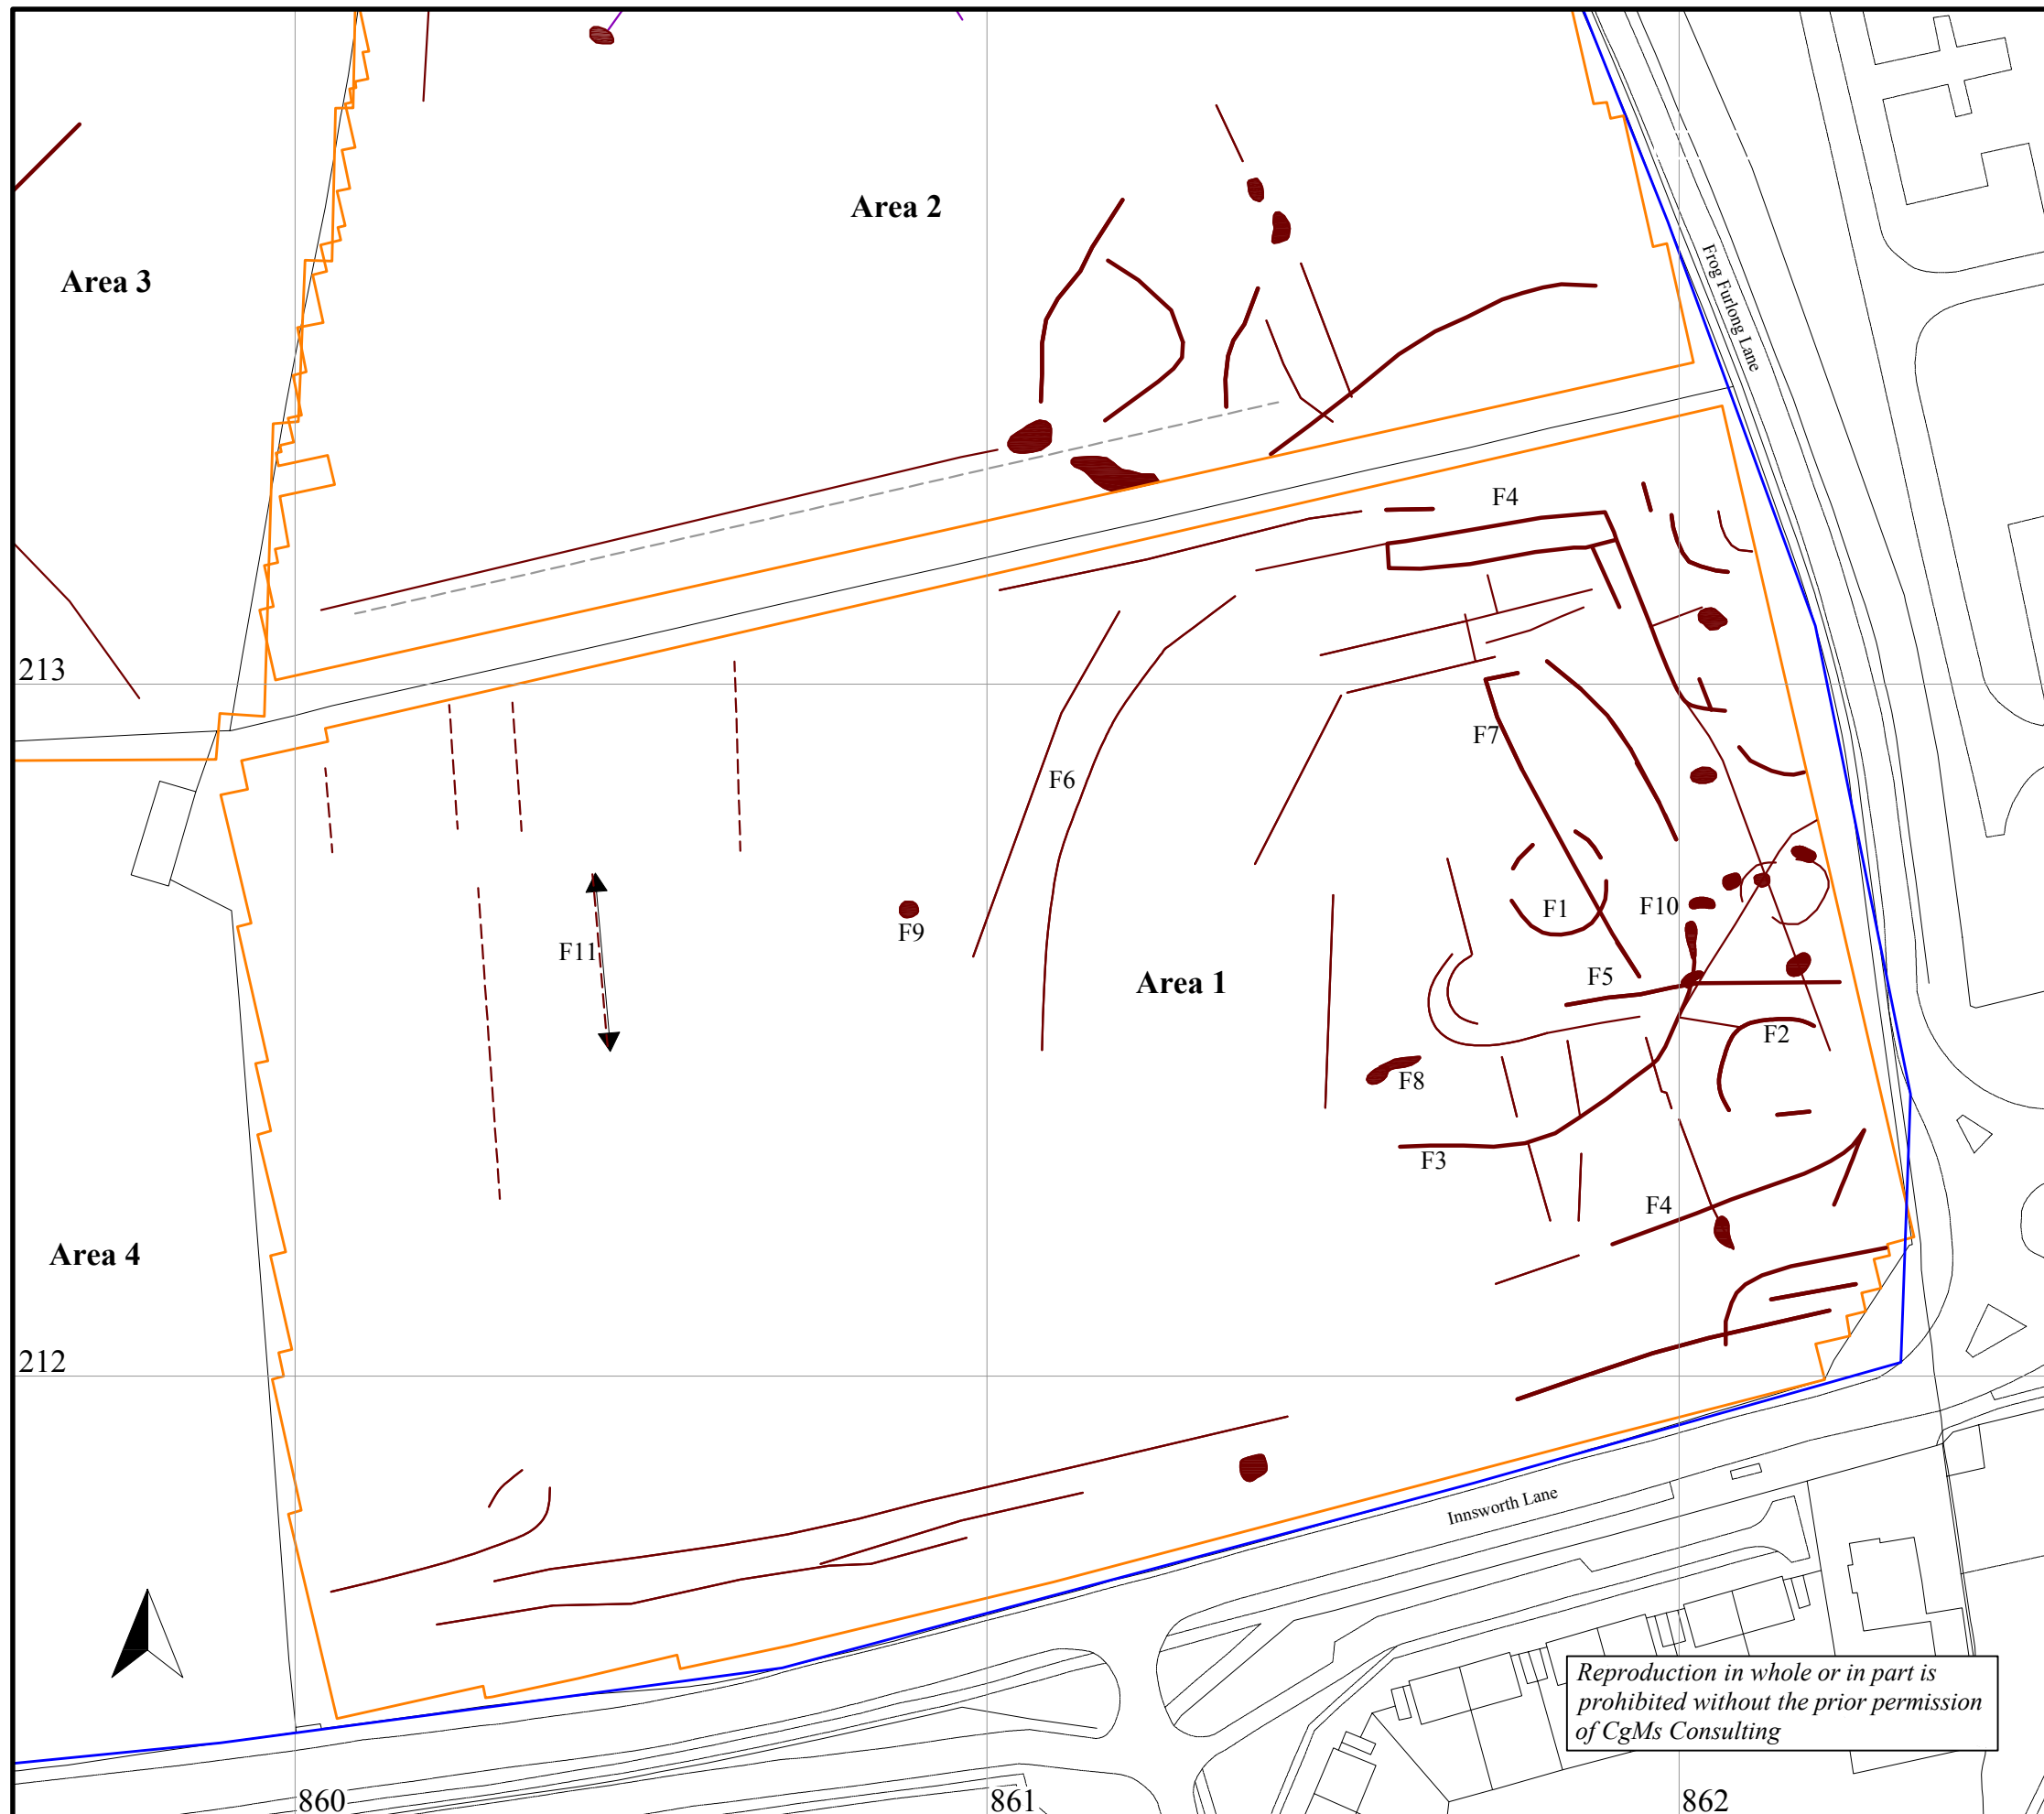 Area 2
Area 3
Frog Furlong Lane
F4
213
F7
F6
F1
F10
F9
F11
F5
Area 1
F2
F8
F3
F4
Area 4
212
Innsworth Lane
Reproduction in whole or in part is
prohibited without the prior permission
of CgMs Consulting
860
861
862